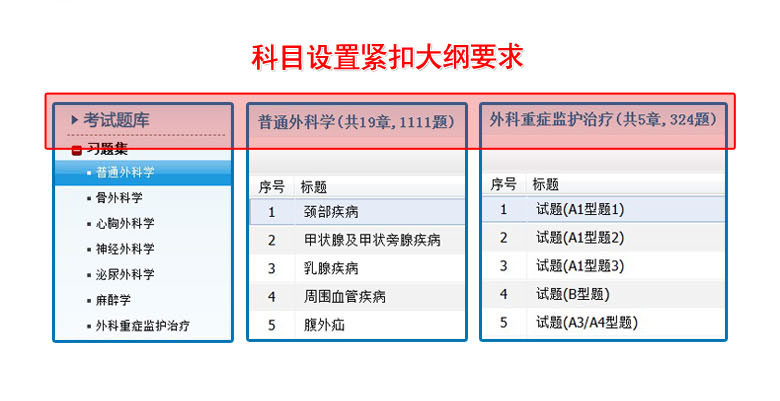 科目设置紧扣大纲要求
考试题库
习题集
普通外科学
骨外科学
心胸外科学
神经外科学
泌尿外科学
麻醉学
外科重症监护治疗
普通外科学(共19章,1111题)
序号 标题
1 颈部疾病
2 甲状腺及甲状旁腺疾病
3 乳腺疾病
4 周围血管疾病
5 腹外疝
外科重症监护治疗(共5章,324题)
序号 标题
1 试题(A1型题1)
2 试题(A1型题2)
3 试题(A1型题3)
4 试题(B型题)
5 试题(A3/A4型题)